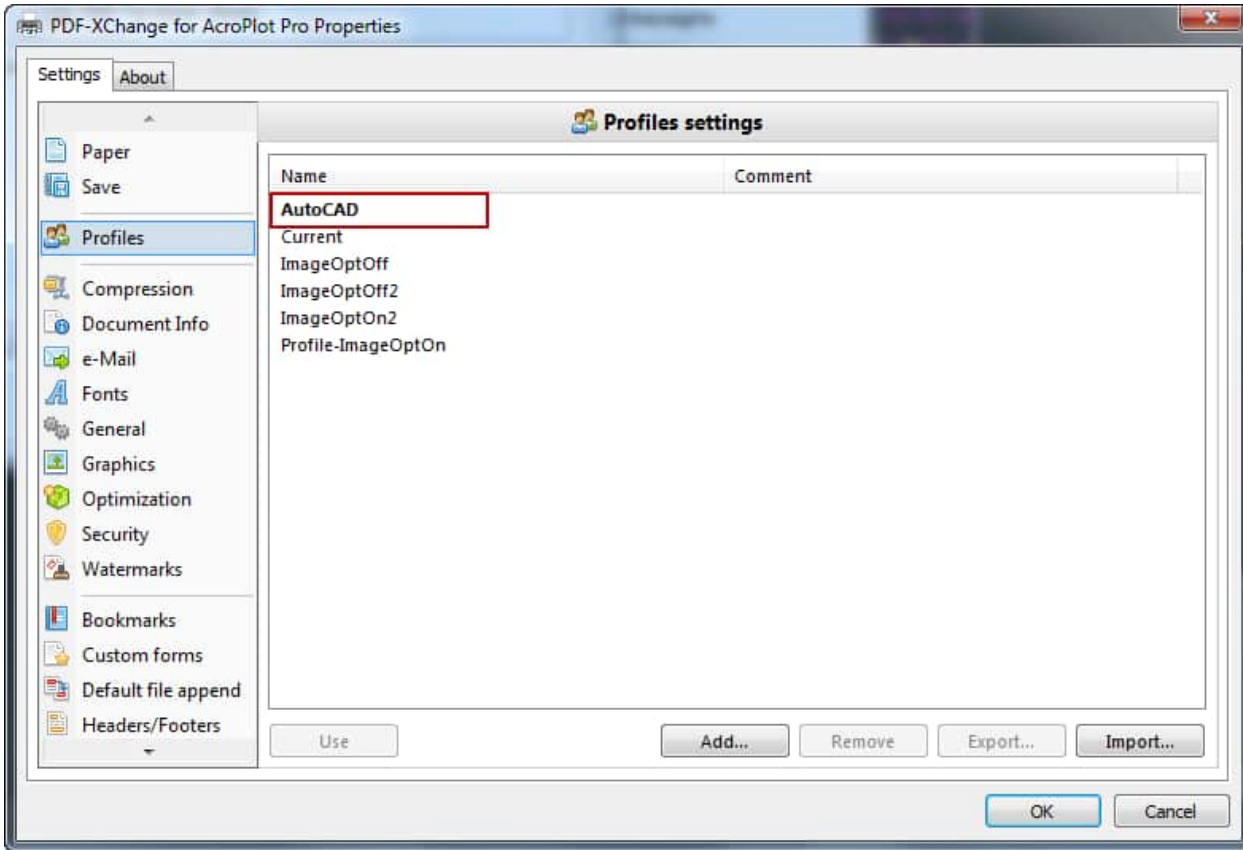 PDF-XChange for AcroPlot Pro Properties
Settings
About
Paper
Save
Profiles
Compression
Document Info
e-Mail
Fonts
General
Graphics
Optimization
Security
Watermarks
Bookmarks
Custom forms
Default file append
Headers/Footers
Profiles settings
Name Comment
AutoCAD
Current
ImageOptOff
ImageOptOff2
ImageOptOn2
Profile-ImageOptOn
Use Add... Remove Export... Import...
OK Cancel